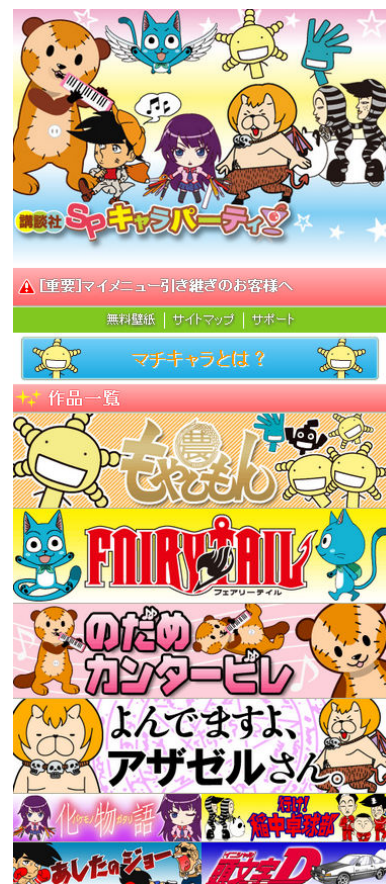 講談社 SPキャラパーティ
[重要]マイメニュー引き継ぎのお客様へ
無料壁紙 | サイトマップ | サポート
マチキャラとは？
作品一覧
もやしもん
農
FAIRY TAIL
フェアリーテイル
のだめ
カンタービレ
よんでますよ、
アザゼルさん。
化物語
行け!
稲中卓球部
あしたのジョー
頭文字D